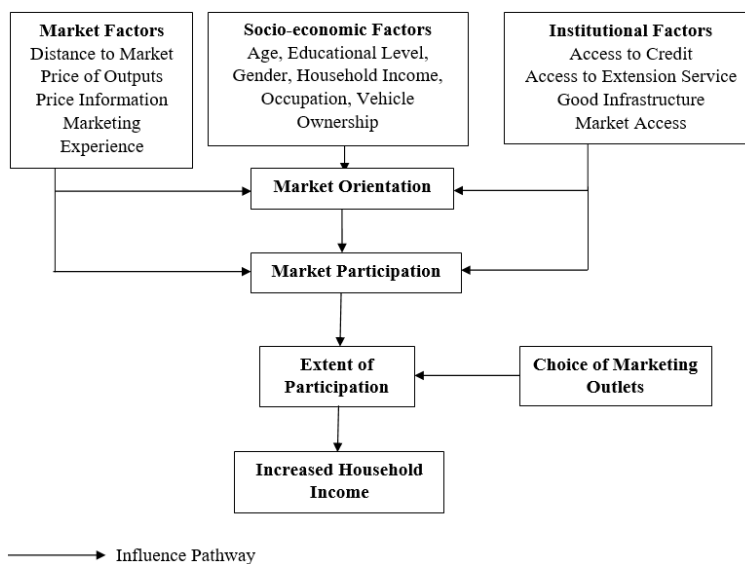 Market Factors
Distance to Market
Price of Outputs
Price Information
Marketing
Experience
Socio-economic Factors
Age, Educational Level,
Gender, Household Income,
Occupation, Vehicle
Ownership
Institutional Factors
Access to Credit
Access to Extension Service
Good Infrastructure
Market Access
Market Orientation
Market Participation
Extent of
Participation
Choice of Marketing
Outlets
Increased Household
Income
Influence Pathway